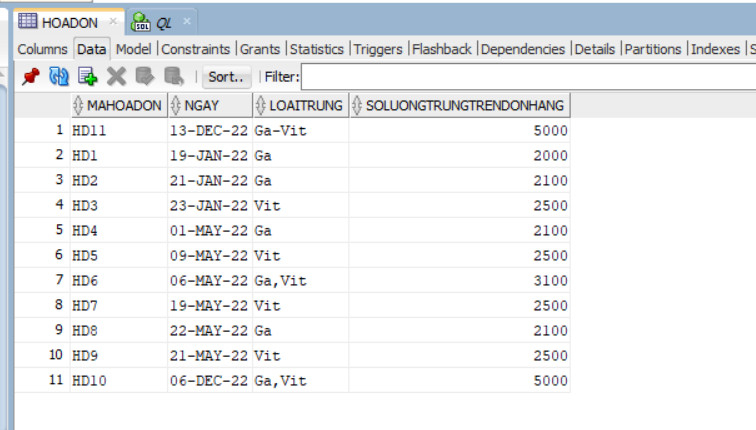 HOADON × SQL QL ×
Columns Data Model |Constraints |Grants |Statistics |Triggers |Flashback |Dependencies |Details |Partitions |Indexes |S
Sort.. Filter:
MAHOADON NGAY LOAITRUNG SOLUONGTRUNGTRENDONHANG
1 HD11 13-DEC-22 Ga-Vit 5000
2 HD1 19-JAN-22 Ga 2000
3 HD2 21-JAN-22 Ga 2100
4 HD3 23-JAN-22 Vit 2500
5 HD4 01-MAY-22 Ga 2100
6 HD5 09-MAY-22 Vit 2500
7 HD6 06-MAY-22 Ga,Vit 3100
8 HD7 19-MAY-22 Vit 2500
9 HD8 22-MAY-22 Ga 2100
10 HD9 21-MAY-22 Vit 2500
11 HD10 06-DEC-22 Ga,Vit 5000